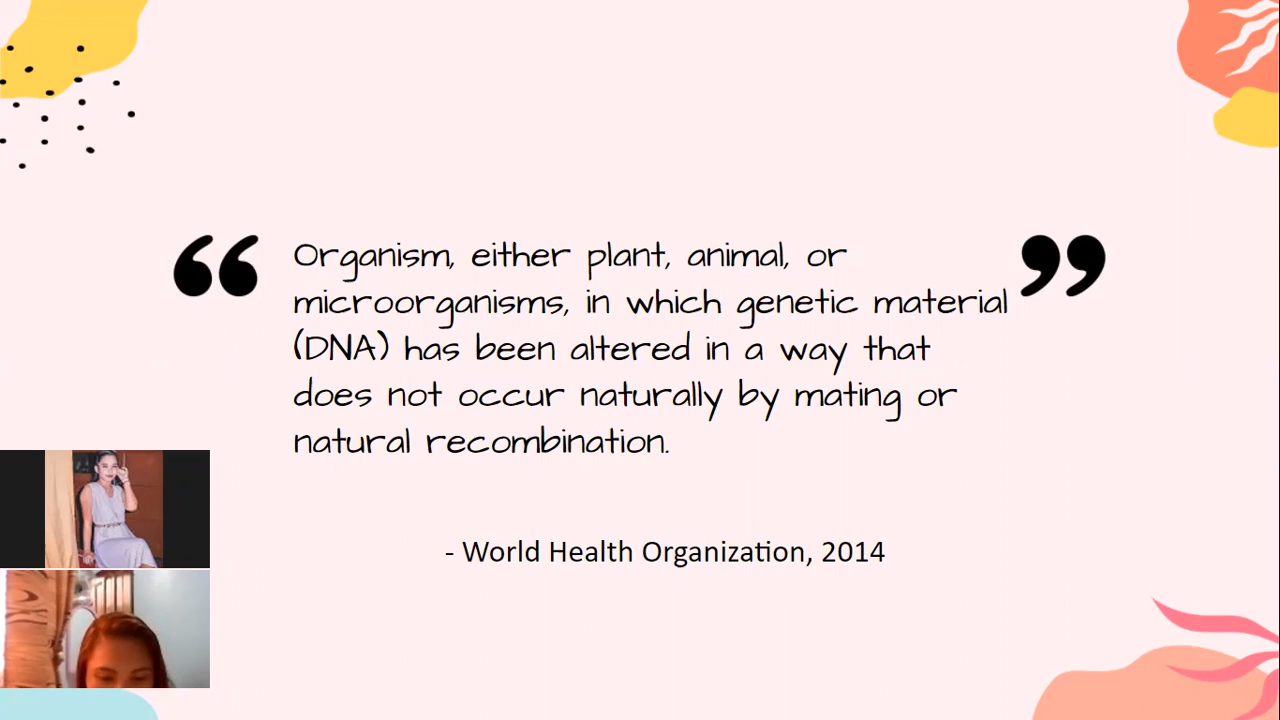 “ Organism, either plant, animal, or ”
microorganisms, in which genetic material
(DNA) has been altered in a way that
does not occur naturally by mating or
natural recombination.
- World Health Organization, 2014